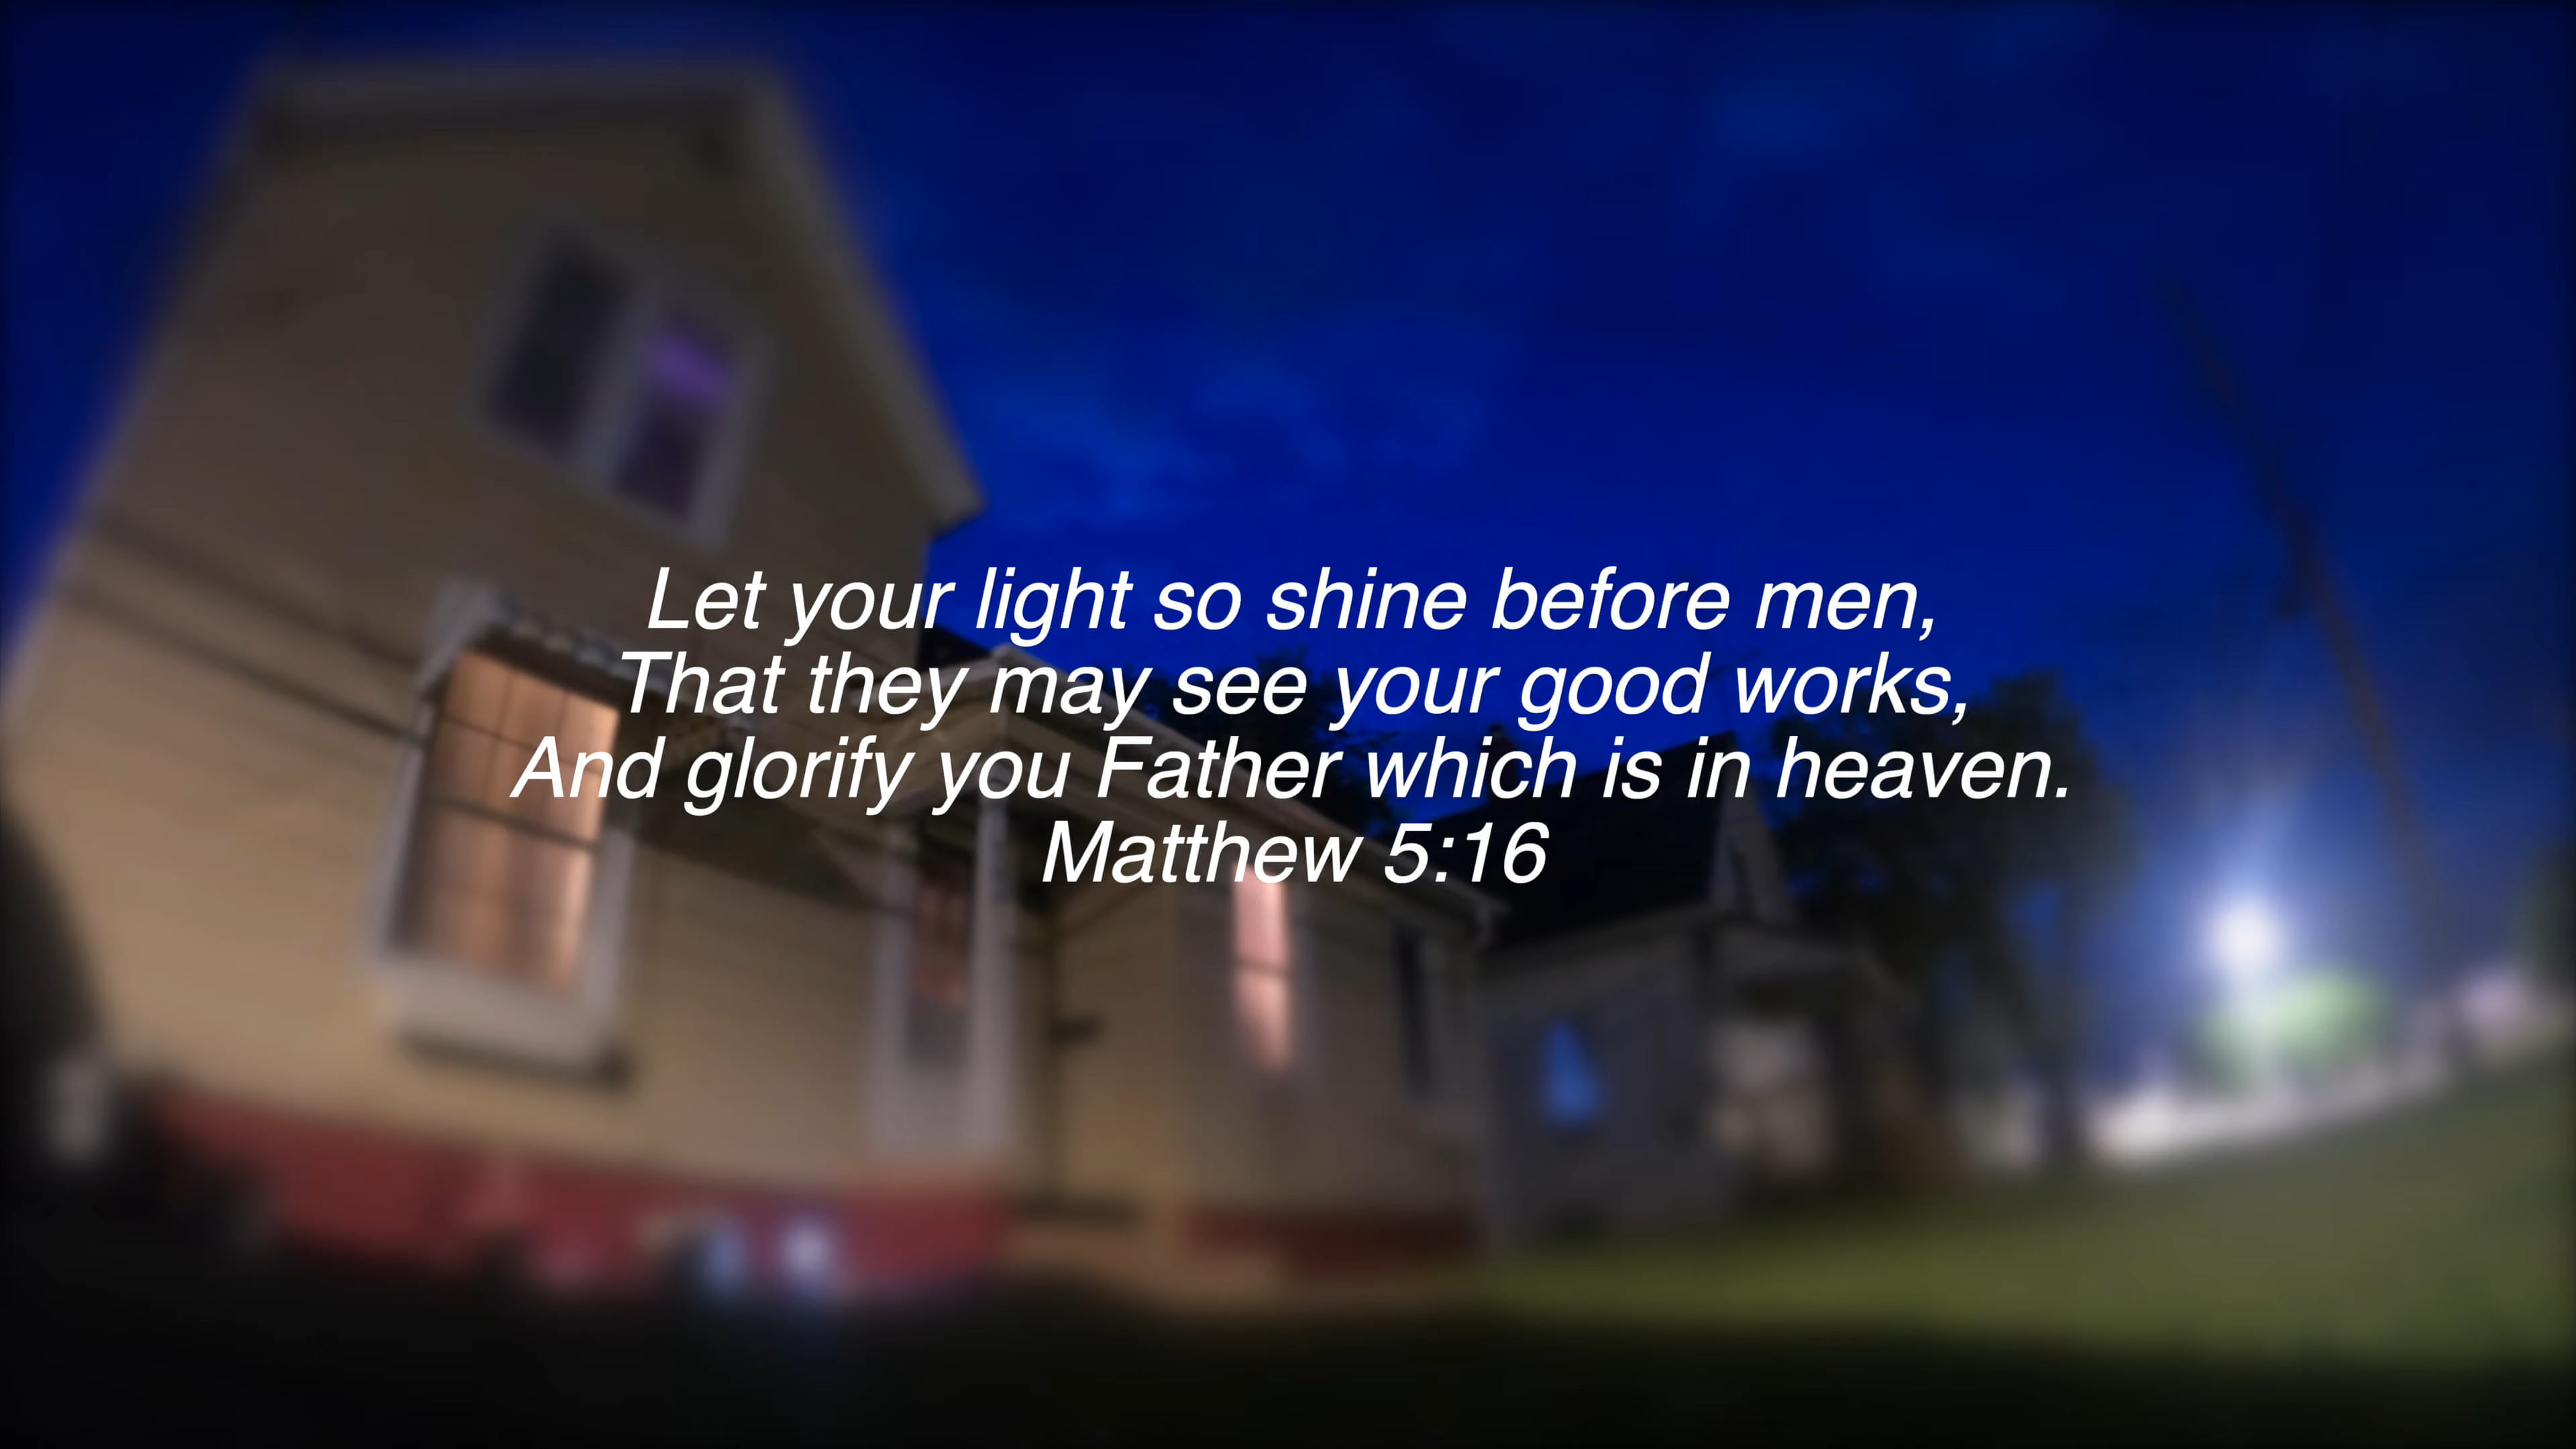 Let your light so shine before men,
That they may see your good works,
And glorify you Father which is in heaven.
Matthew 5:16